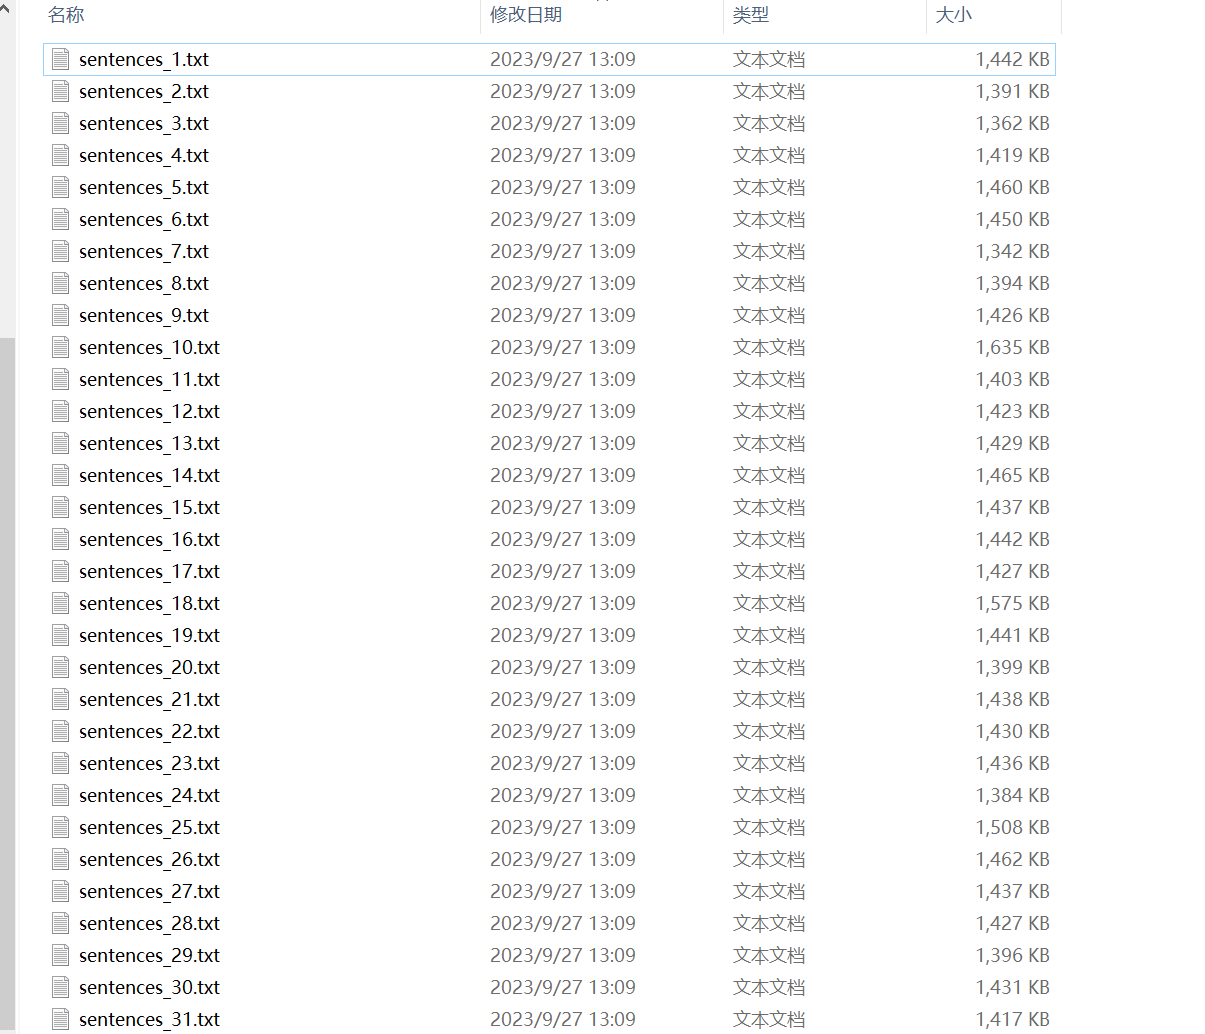 名称 修改日期 类型 大小
sentences_1.txt 2023/9/27 13:09 文本文档 1,442 KB
sentences_2.txt 2023/9/27 13:09 文本文档 1,391 KB
sentences_3.txt 2023/9/27 13:09 文本文档 1,362 KB
sentences_4.txt 2023/9/27 13:09 文本文档 1,419 KB
sentences_5.txt 2023/9/27 13:09 文本文档 1,460 KB
sentences_6.txt 2023/9/27 13:09 文本文档 1,450 KB
sentences_7.txt 2023/9/27 13:09 文本文档 1,342 KB
sentences_8.txt 2023/9/27 13:09 文本文档 1,394 KB
sentences_9.txt 2023/9/27 13:09 文本文档 1,426 KB
sentences_10.txt 2023/9/27 13:09 文本文档 1,635 KB
sentences_11.txt 2023/9/27 13:09 文本文档 1,403 KB
sentences_12.txt 2023/9/27 13:09 文本文档 1,423 KB
sentences_13.txt 2023/9/27 13:09 文本文档 1,429 KB
sentences_14.txt 2023/9/27 13:09 文本文档 1,465 KB
sentences_15.txt 2023/9/27 13:09 文本文档 1,437 KB
sentences_16.txt 2023/9/27 13:09 文本文档 1,442 KB
sentences_17.txt 2023/9/27 13:09 文本文档 1,427 KB
sentences_18.txt 2023/9/27 13:09 文本文档 1,575 KB
sentences_19.txt 2023/9/27 13:09 文本文档 1,441 KB
sentences_20.txt 2023/9/27 13:09 文本文档 1,399 KB
sentences_21.txt 2023/9/27 13:09 文本文档 1,438 KB
sentences_22.txt 2023/9/27 13:09 文本文档 1,430 KB
sentences_23.txt 2023/9/27 13:09 文本文档 1,436 KB
sentences_24.txt 2023/9/27 13:09 文本文档 1,384 KB
sentences_25.txt 2023/9/27 13:09 文本文档 1,508 KB
sentences_26.txt 2023/9/27 13:09 文本文档 1,462 KB
sentences_27.txt 2023/9/27 13:09 文本文档 1,437 KB
sentences_28.txt 2023/9/27 13:09 文本文档 1,427 KB
sentences_29.txt 2023/9/27 13:09 文本文档 1,396 KB
sentences_30.txt 2023/9/27 13:09 文本文档 1,431 KB
sentences_31.txt 2023/9/27 13:09 文本文档 1,417 KB